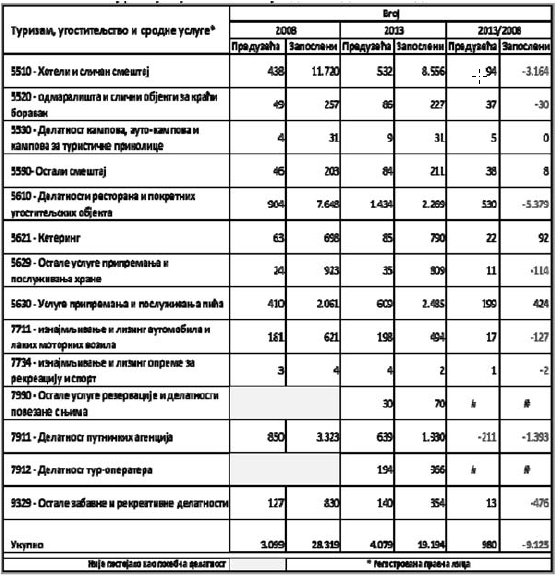 Број
Туризам, угоститељство и сродне услуге*
2008 2013 2013/2008
Предузећа Запослени Предузећа Запослени Предузећа Запослени
5510 - Хотели и сличан смештај 438 11.720 532 8.556 94 -3.164
5520 - одмаралишта и слични објекти за краћи
боравак 49 257 86 227 37 -30
5530 - Делатност кампова, ауто-кампова и
кампова за туристичке приколице 4 31 9 31 5 0
5590- Остали смештај 46 203 84 211 38 8
5610 - Делатности ресторана и покретних
угоститељских објекта 904 7.648 1.434 2.269 530 -5.379
5621 - Кетеринг 63 698 85 790 22 92
5629 - Остале услуге припремања и
послуживања хране 24 923 35 809 11 -114
5630 - Услуге припремања и послуживања пића 410 2.061 609 2.485 199 424
7711 - изнајмљивање и лизинг аутомобила и
лаких моторних возила 181 621 198 494 17 -127
7734 - изнајмљивање и лизинг опреме за
рекреацију и спорт 3 4 4 2 1 -2
7990 - Остале услуге резервације и делатности
повезане с њима 30 70
7911 - Делатност путничких агенција 850 3.323 639 1.930 -211 -1.393
7912 - Делатност тур-оператера 194 366
9329 - Остале забавне и рекреативне делатности 127 830 140 354 13 -476
Укупно 3.099 28.319 4.079 19.194 980 -9.125
Није постојало као посебна делатност * Регистрована правна лица